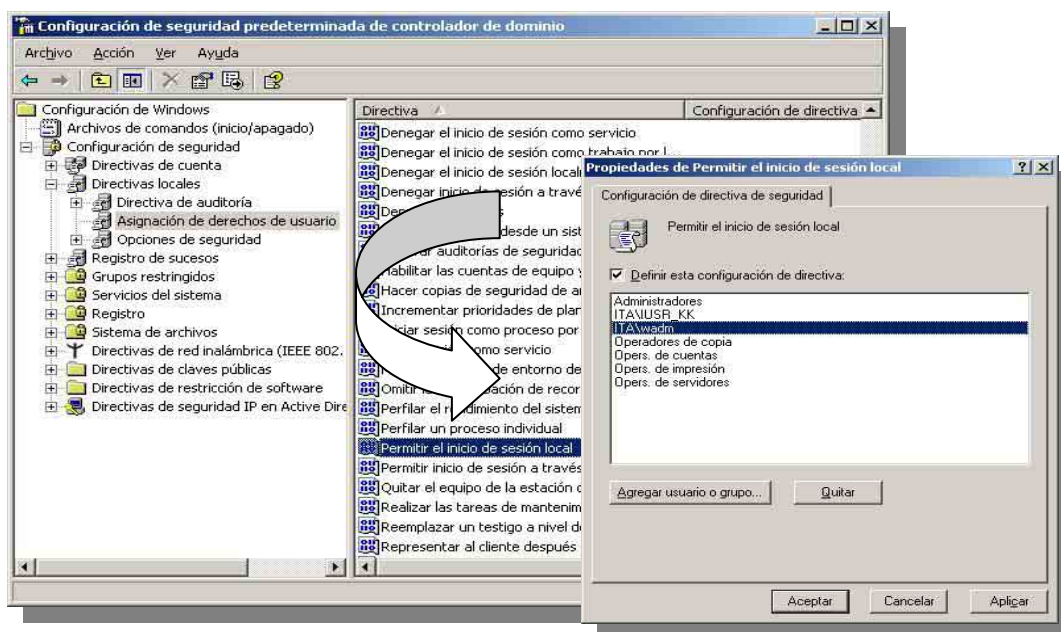 Configuración de seguridad predeterminada de controlador de dominio
Archivo Acción Ver Ayuda
Configuración de Windows
Archivos de comandos (inicio/apagado)
Configuración de seguridad
Directivas de cuenta
Directivas locales
Directiva de auditoría
Asignación de derechos de usuario
Opciones de seguridad
Registro de sucesos
Grupos restringidos
Servicios del sistema
Registro
Sistema de archivos
Directivas de red inalámbrica (IEEE 802.
Directivas de claves públicas
Directivas de restricción de software
Directivas de seguridad IP en Active Dire
Directiva Configuración de directiva
Denegar el inicio de sesión como servicio
Denegar el inicio de sesión como trabajo por l...
Denegar el inicio de sesión local
Denegar inicio de sesión a travé
desde un sist
auditorías de seguridad
Habilitar las cuentas de equipo y
Hacer copias de seguridad de a
Incrementar prioridades de plan
Iniciar sesión como proceso por
como servicio
de entorno de
Omitir de recor
Perfilar el rendimiento del sistem
Perfilar un proceso individual
Permitir el inicio de sesión local
Permitir inicio de sesión a través
Quitar el equipo de la estación
Realizar las tareas de mantenim
Reemplazar un testigo a nivel d
Representar al cliente después
Propiedades de Permitir el inicio de sesión local
Configuración de directiva de seguridad
Permitir el inicio de sesión local
Definir esta configuración de directiva:
Administradores
ITA\IUSR_KK
ITA\wadm
Operadores de copia
Opers. de cuentas
Opers. de impresión
Opers. de servidores
Agregar usuario o grupo... Quitar
Aceptar Cancelar Aplicar